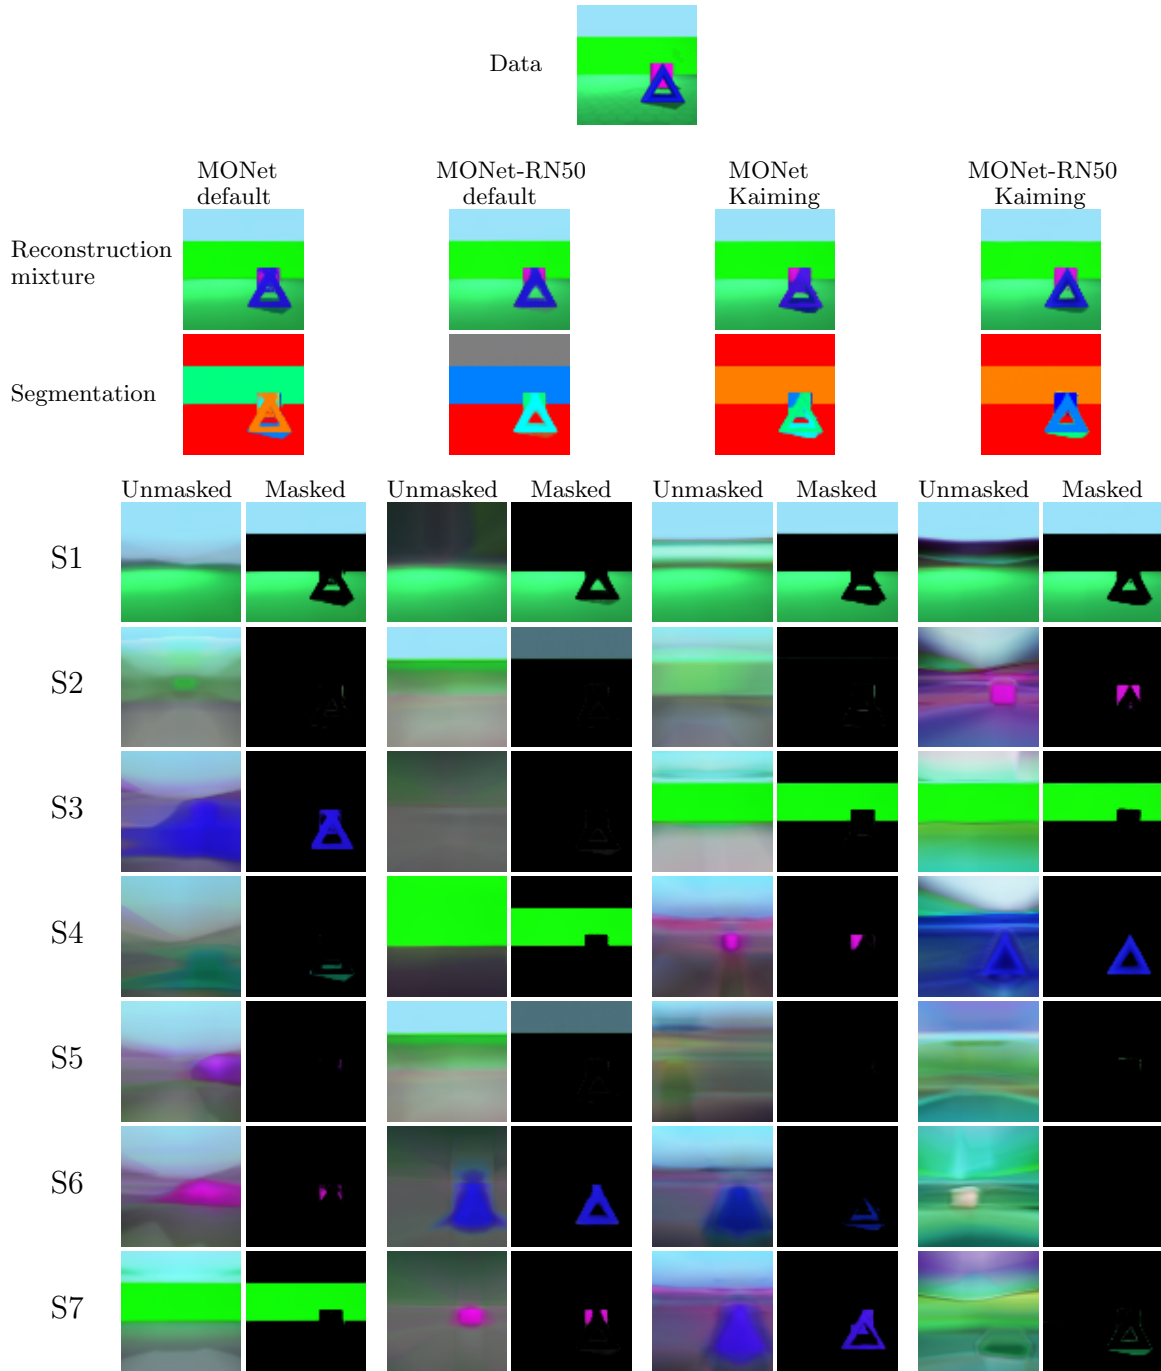 Data
MONet
default
MONet-RN50
default
MONet
Kaiming
MONet-RN50
Kaiming
Reconstruction
mixture
Segmentation
Unmasked Masked Unmasked Masked Unmasked Masked Unmasked Masked
S1
S2
S3
S4
S5
S6
S7